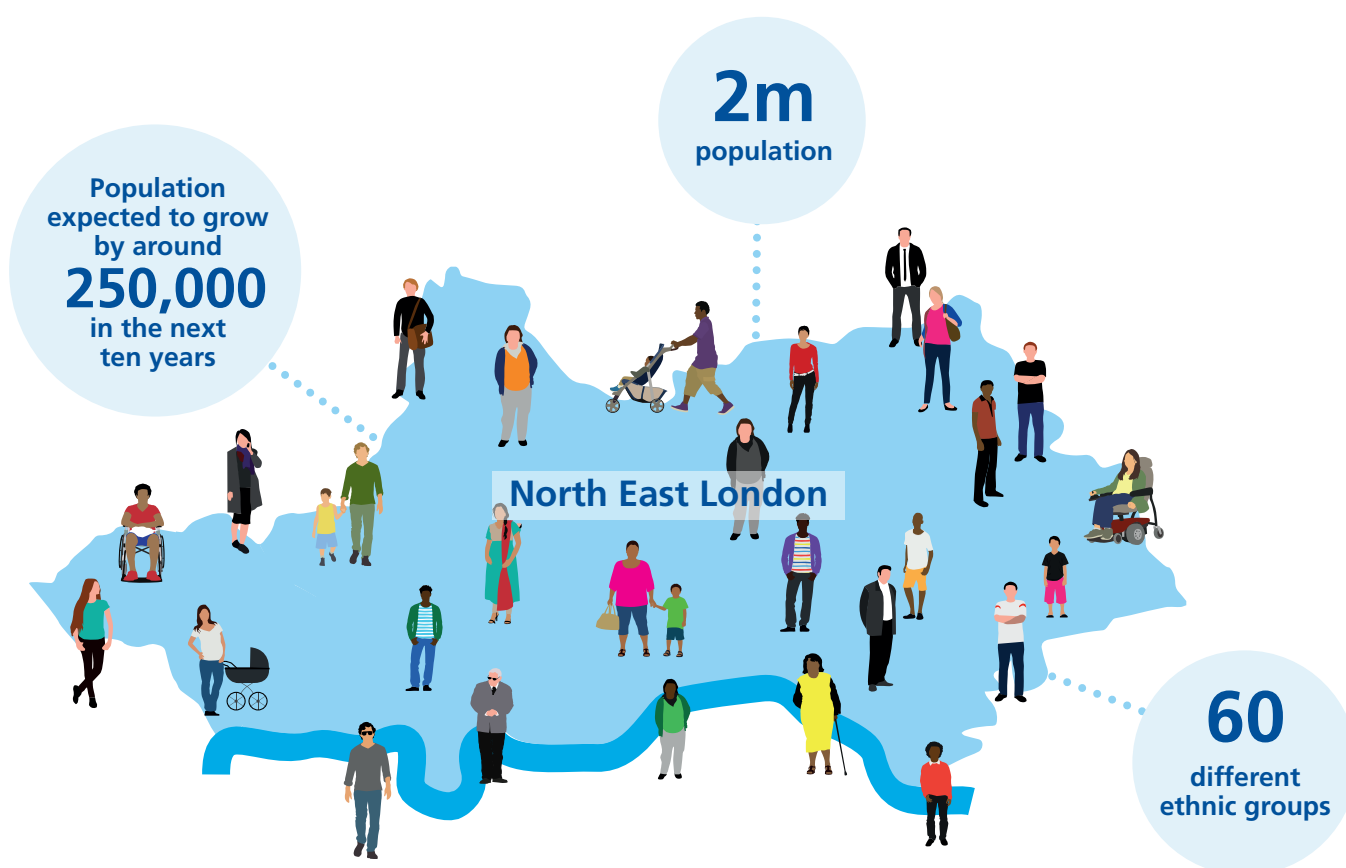 2m
population
Population
expected to grow
by around
250,000
in the next
ten years
North East London
60
different
ethnic groups